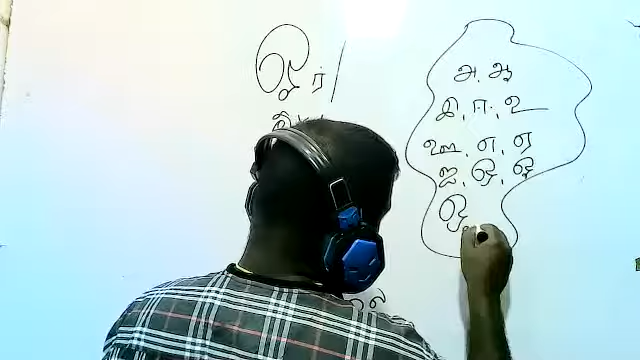 ஓர் /
அ, ஆ
இ, ஈ, உ
ஊ, எ, ஏ
ஐ, ஒ, ஓ